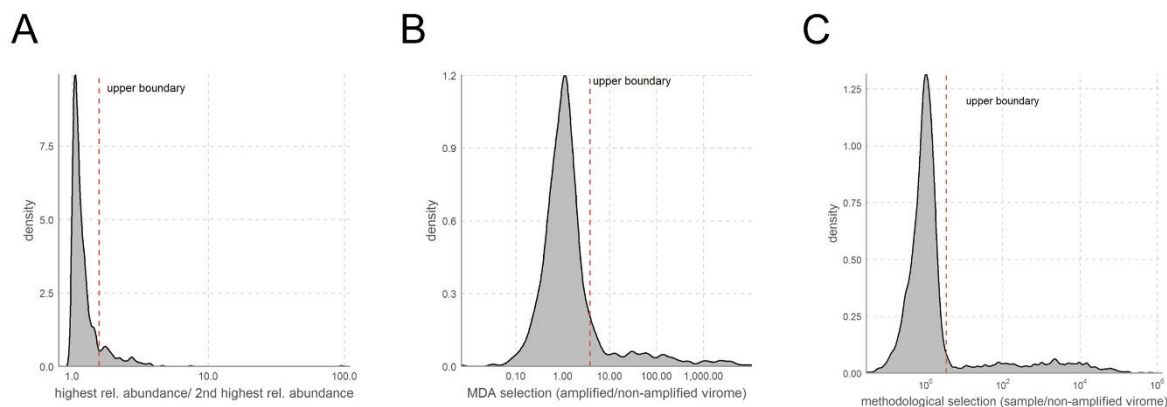 A
upper boundary
density
7.5
5.0
2.5
0.0
1.0
10.0
100.0
highest rel. abundance/ 2nd highest rel. abundance
B
upper boundary
density
1.2
0.9
0.6
0.3
0.0
0.10
1.00
10.00
100.00
1,000.00
MDA selection (amplified/non-amplified virome)
C
upper boundary
density
1.25
1.00
0.75
0.50
0.25
0.00
10⁰
10²
10⁴
10⁶
methodological selection (sample/non-amplified virome)